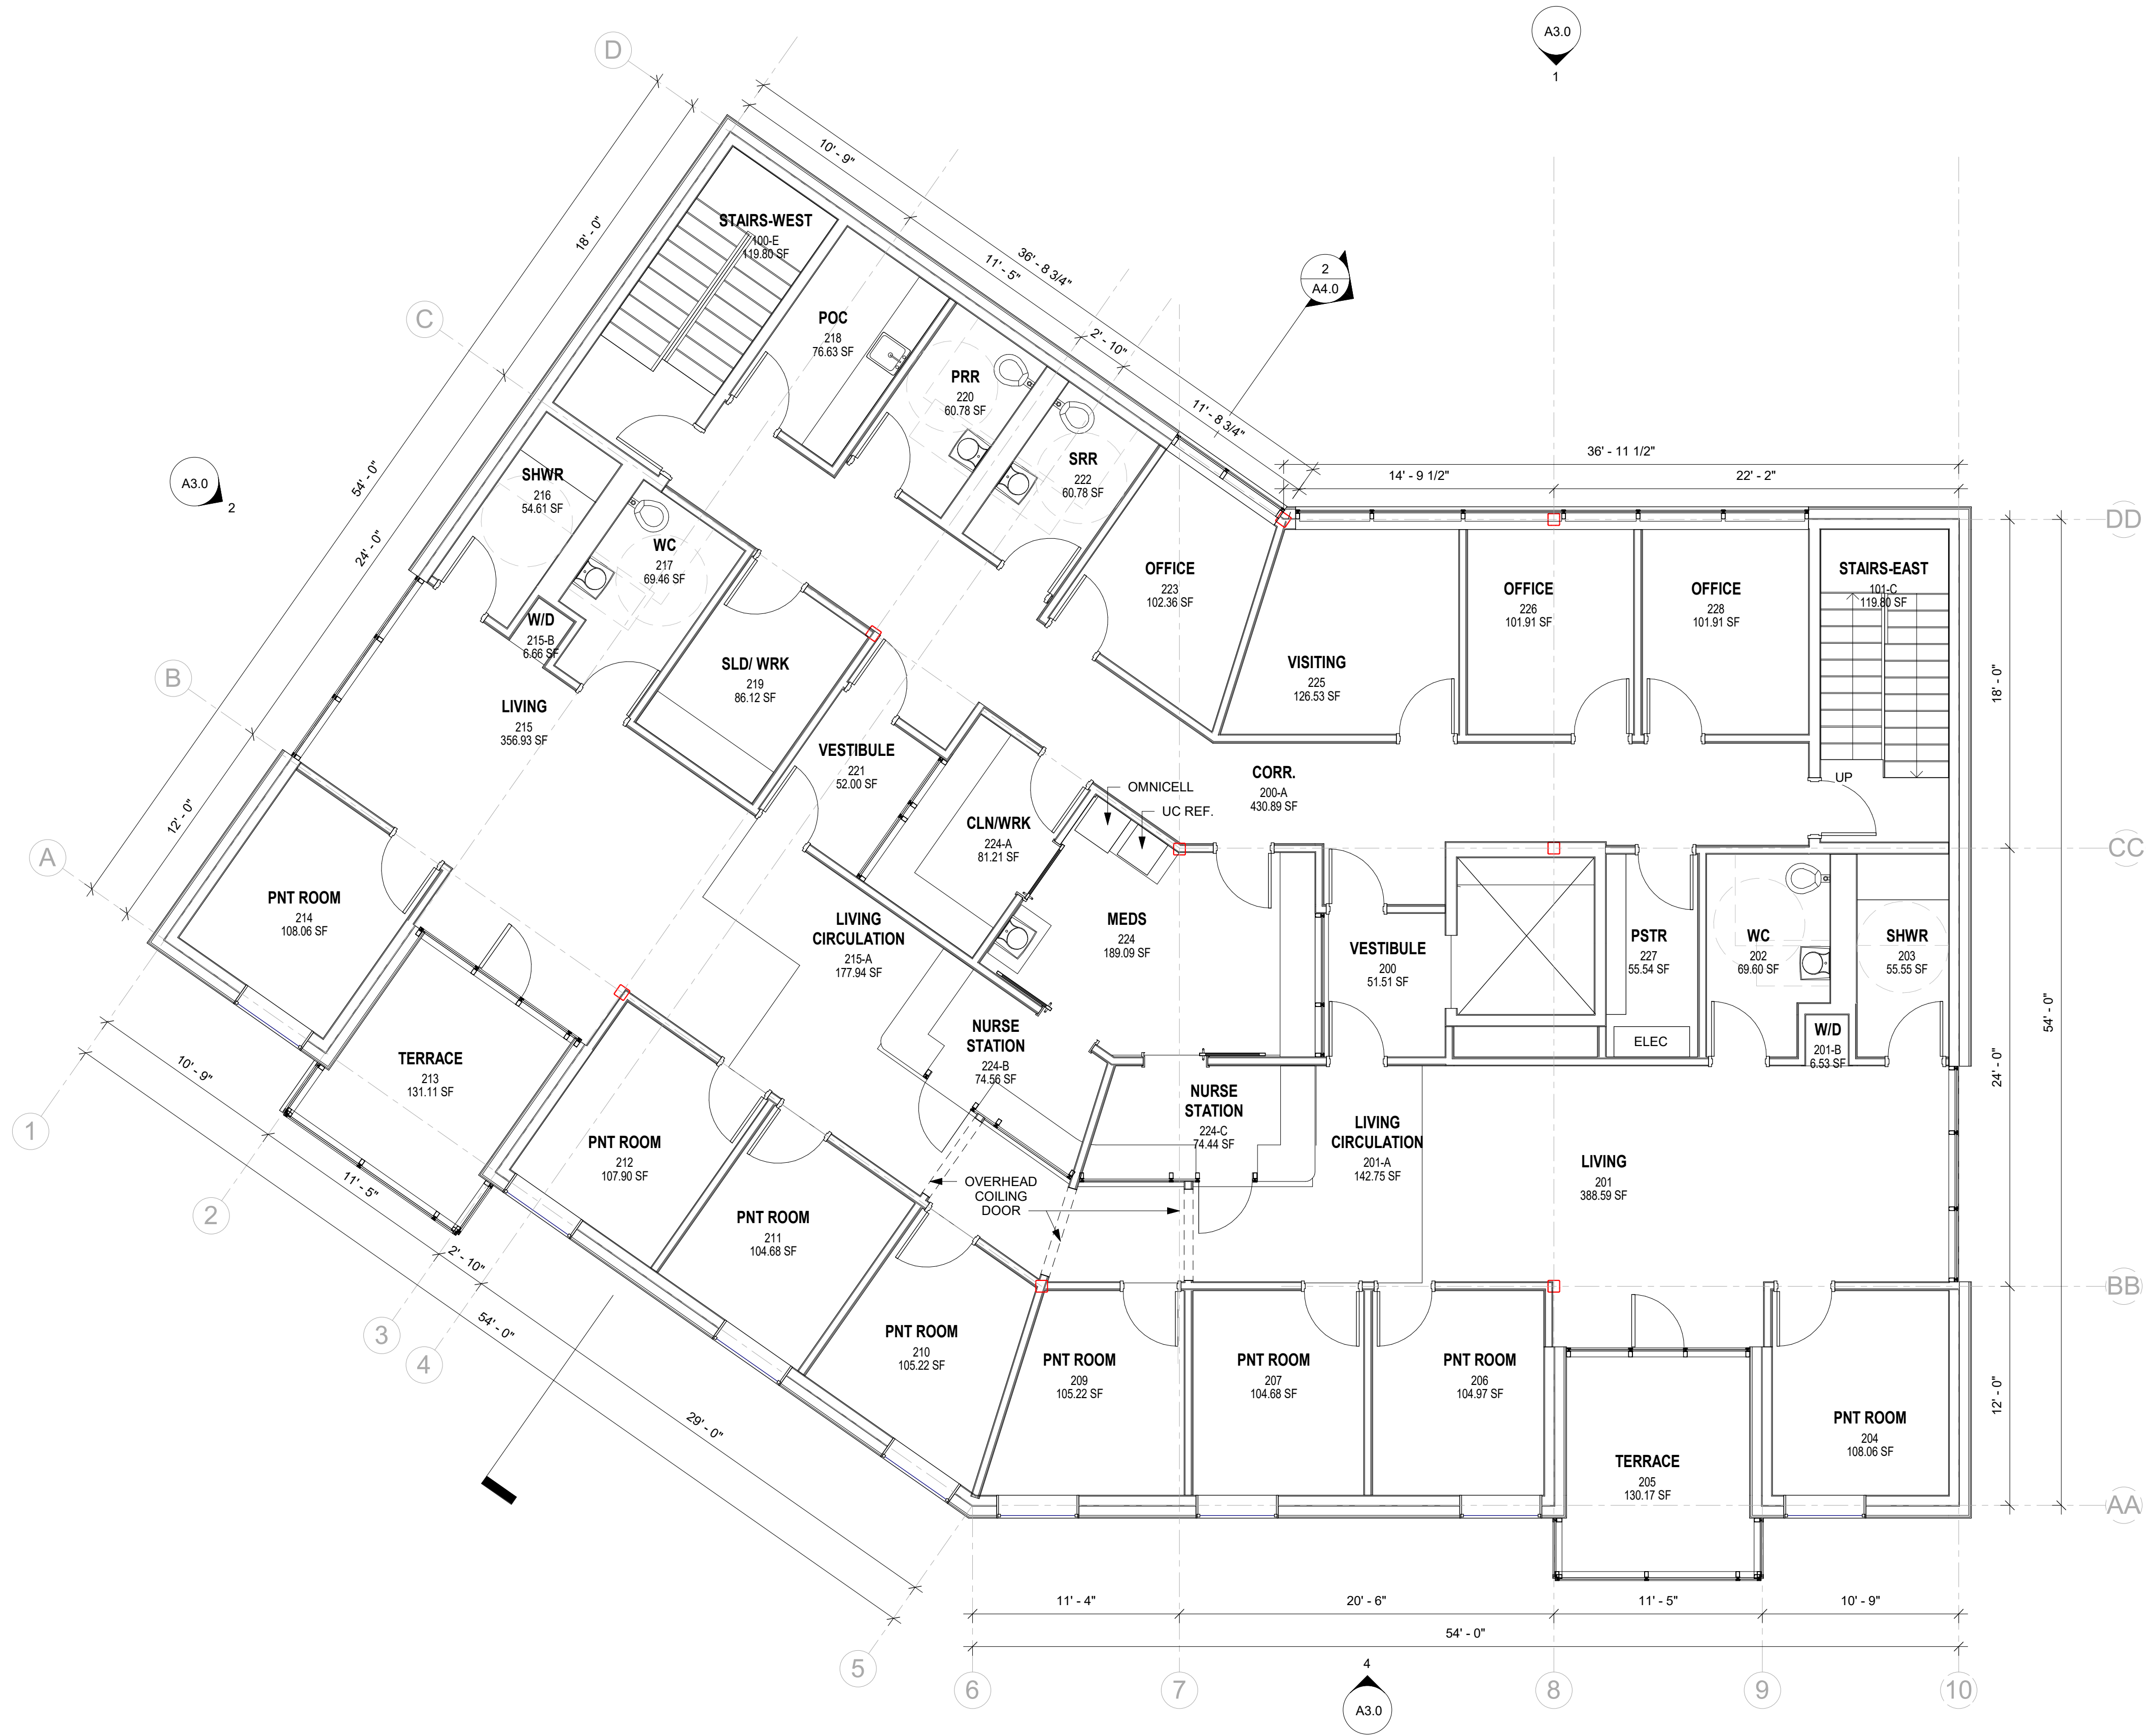 A3.0
1
D
10' - 9"
18' - 0"
STAIRS-WEST
100-E
119.80 SF
36' - 8 3/4"
11' - 5"
2
A4.0
C
POC
218
76.63 SF
2' - 10"
PRR
220
60.78 SF
11' - 8 3/4"
36' - 11 1/2"
14' - 9 1/2"
22' - 2"
A3.0
2
54' - 0"
SHWR
216
54.61 SF
SRR
222
60.78 SF
24' - 0"
WC
217
69.46 SF
DD
OFFICE
223
102.36 SF
OFFICE
226
101.91 SF
OFFICE
228
101.91 SF
STAIRS-EAST
101-C
119.80 SF
W/D
215-B
6.66 SF
B
SLD/ WRK
219
86.12 SF
VISITING
225
126.53 SF
18' - 0"
LIVING
215
356.93 SF
VESTIBULE
221
52.00 SF
CORR.
200-A
430.89 SF
UP
OMNICELL
UC REF.
12' - 0"
CLN/WRK
224-A
81.21 SF
A
CC
PNT ROOM
214
108.06 SF
LIVING
CIRCULATION
215-A
177.94 SF
MEDS
224
189.09 SF
VESTIBULE
200
51.51 SF
PSTR
227
55.54 SF
WC
202
69.60 SF
SHWR
203
55.55 SF
54' - 0"
NURSE
STATION
224-B
74.56 SF
ELEC
W/D
201-B
6.53 SF
24' - 0"
TERRACE
213
131.11 SF
10' - 9"
NURSE
STATION
224-C
74.44 SF
LIVING
CIRCULATION
201-A
142.75 SF
1
PNT ROOM
212
107.90 SF
LIVING
201
388.59 SF
11' - 5"
OVERHEAD
COILING
DOOR
2
PNT ROOM
211
104.68 SF
2' - 10"
BB
3
54' - 0"
PNT ROOM
210
105.22 SF
4
PNT ROOM
209
105.22 SF
PNT ROOM
207
104.68 SF
PNT ROOM
206
104.97 SF
12' - 0"
29' - 0"
PNT ROOM
204
108.06 SF
TERRACE
205
130.17 SF
AA
11' - 4"
20' - 6"
11' - 5"
10' - 9"
54' - 0"
5
4
A3.0
6
7
8
9
10